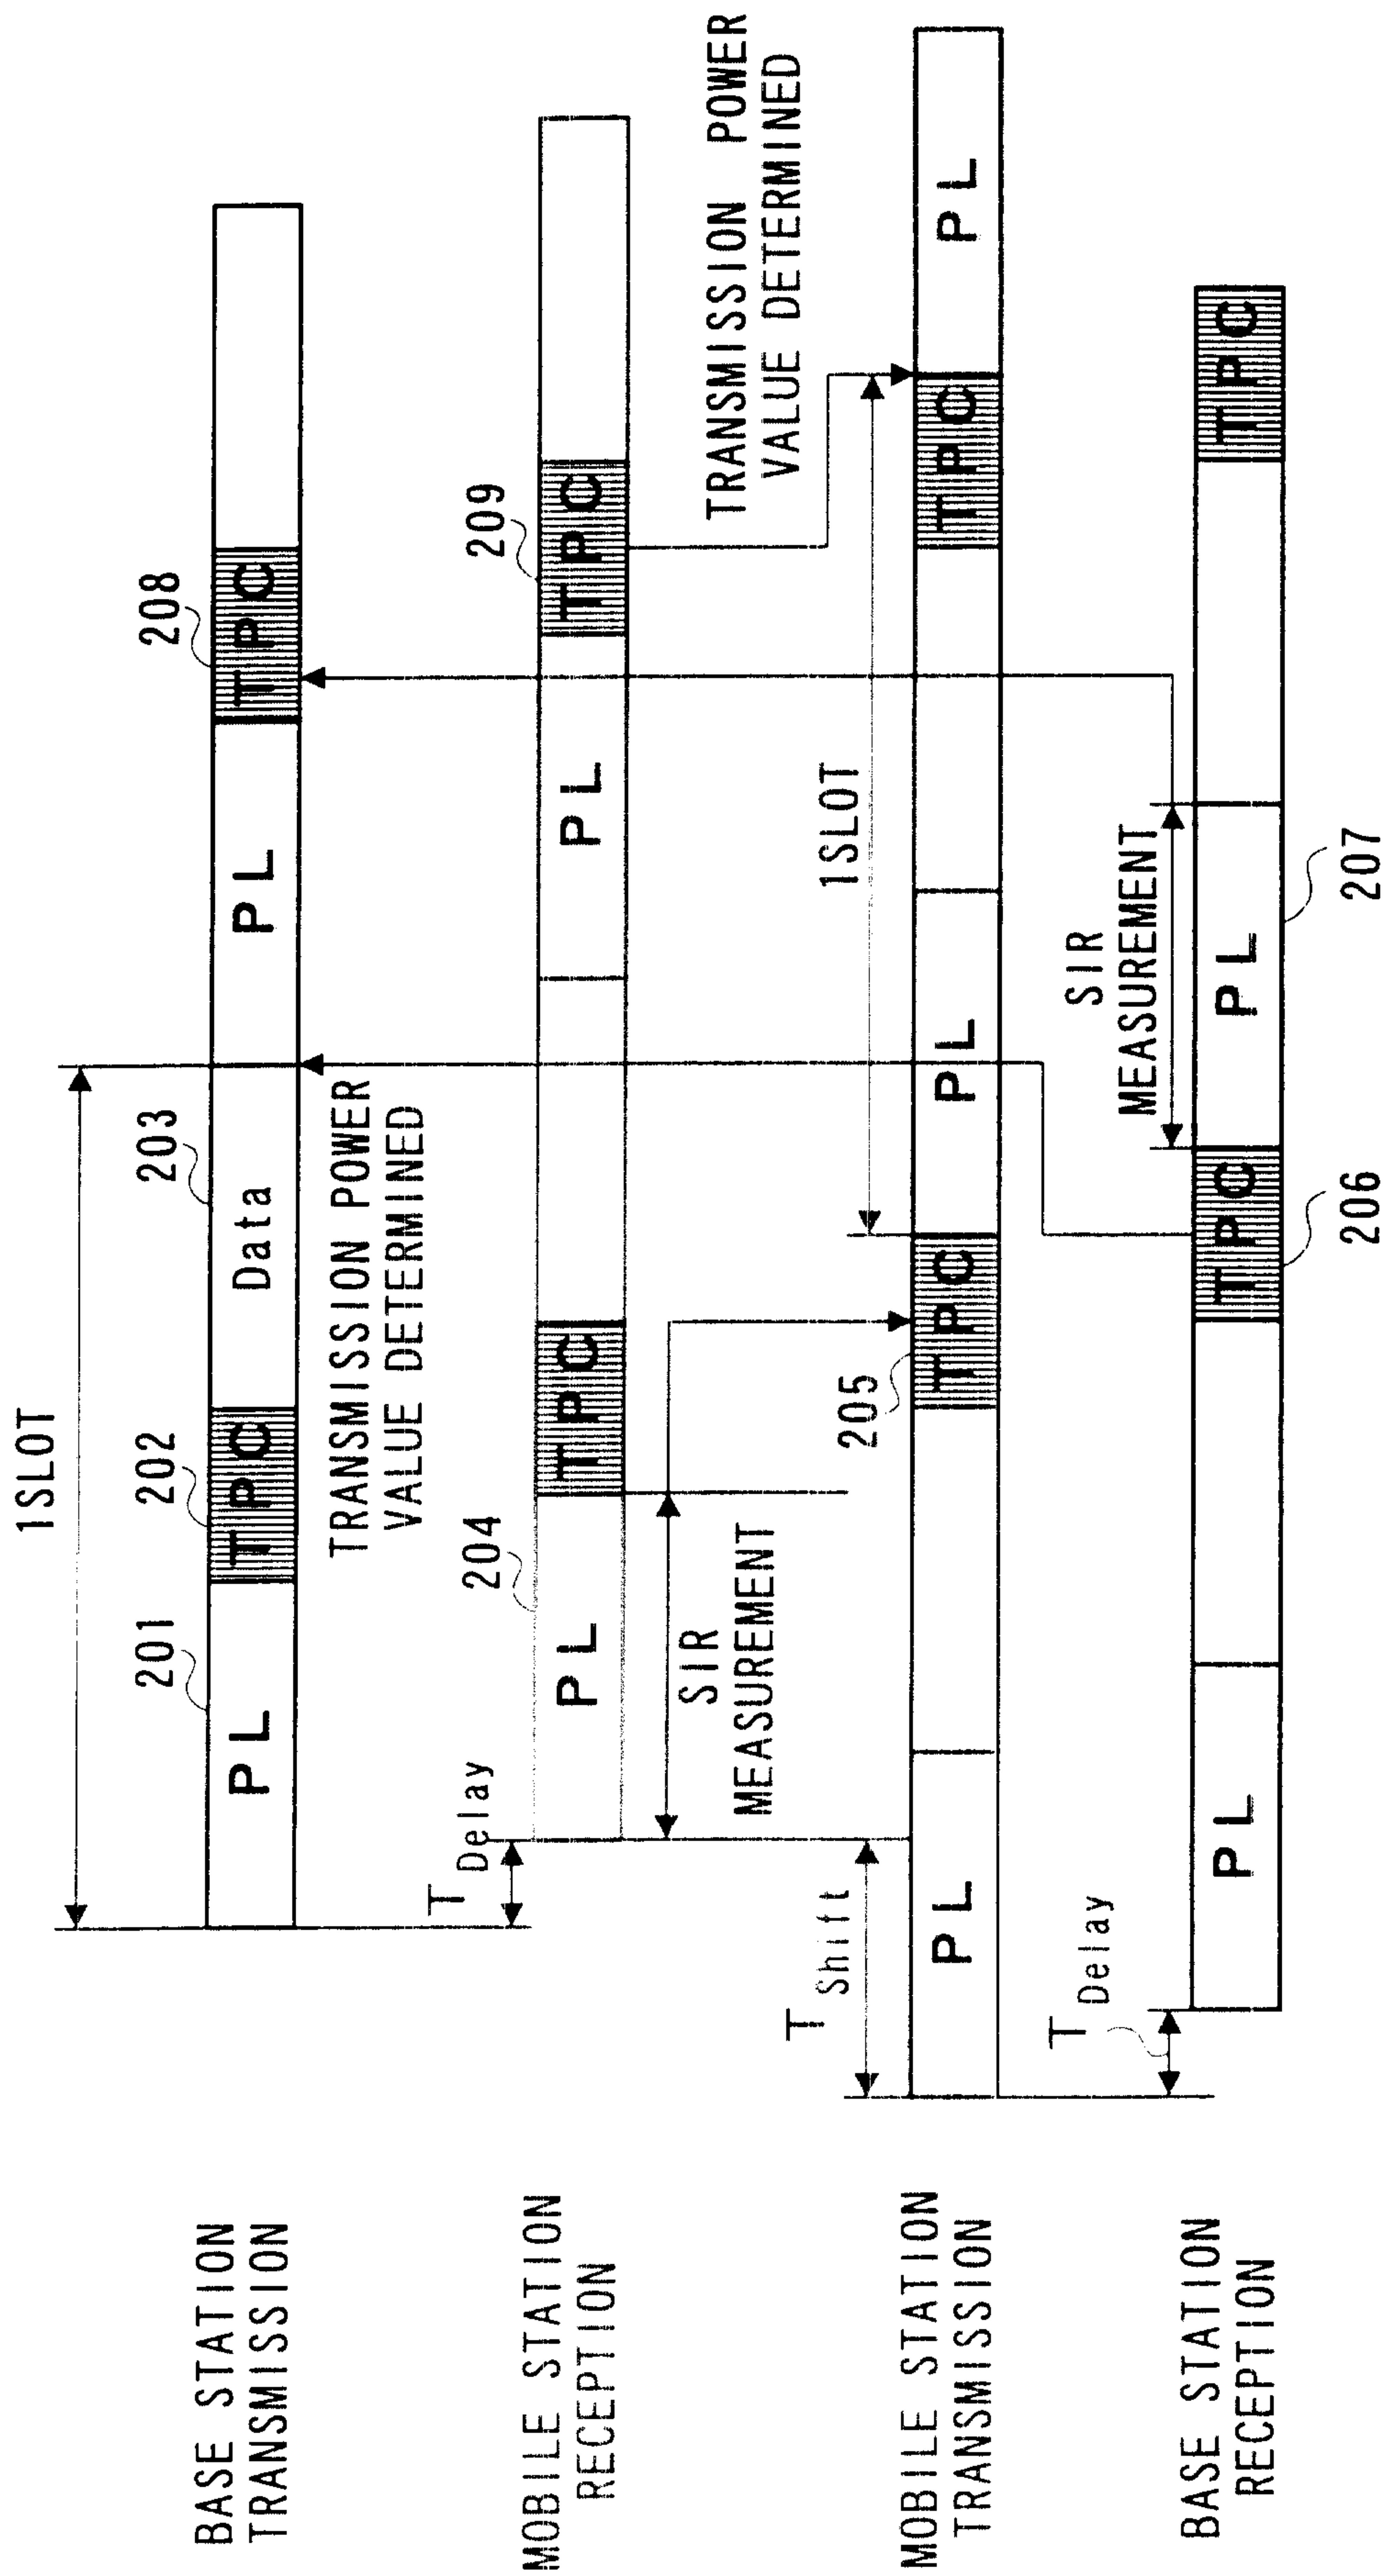 1SLOT
201
202
203
208
BASE STATION
TRANSMISSION
PL
TPC
Data
PL
TPC
TRANSMISSION POWER
VALUE DETERMINED
T Delay
204
209
MOBILE STATION
RECEPTION
PL
TPC
PL
TPC
SIR
MEASUREMENT
TRANSMISSION POWER
VALUE DETERMINED
T Shift
205
1SLOT
MOBILE STATION
TRANSMISSION
PL
TPC
PL
TPC
PL
T Delay
SIR
MEASUREMENT
BASE STATION
RECEPTION
PL
TPC
PL
TPC
206
207